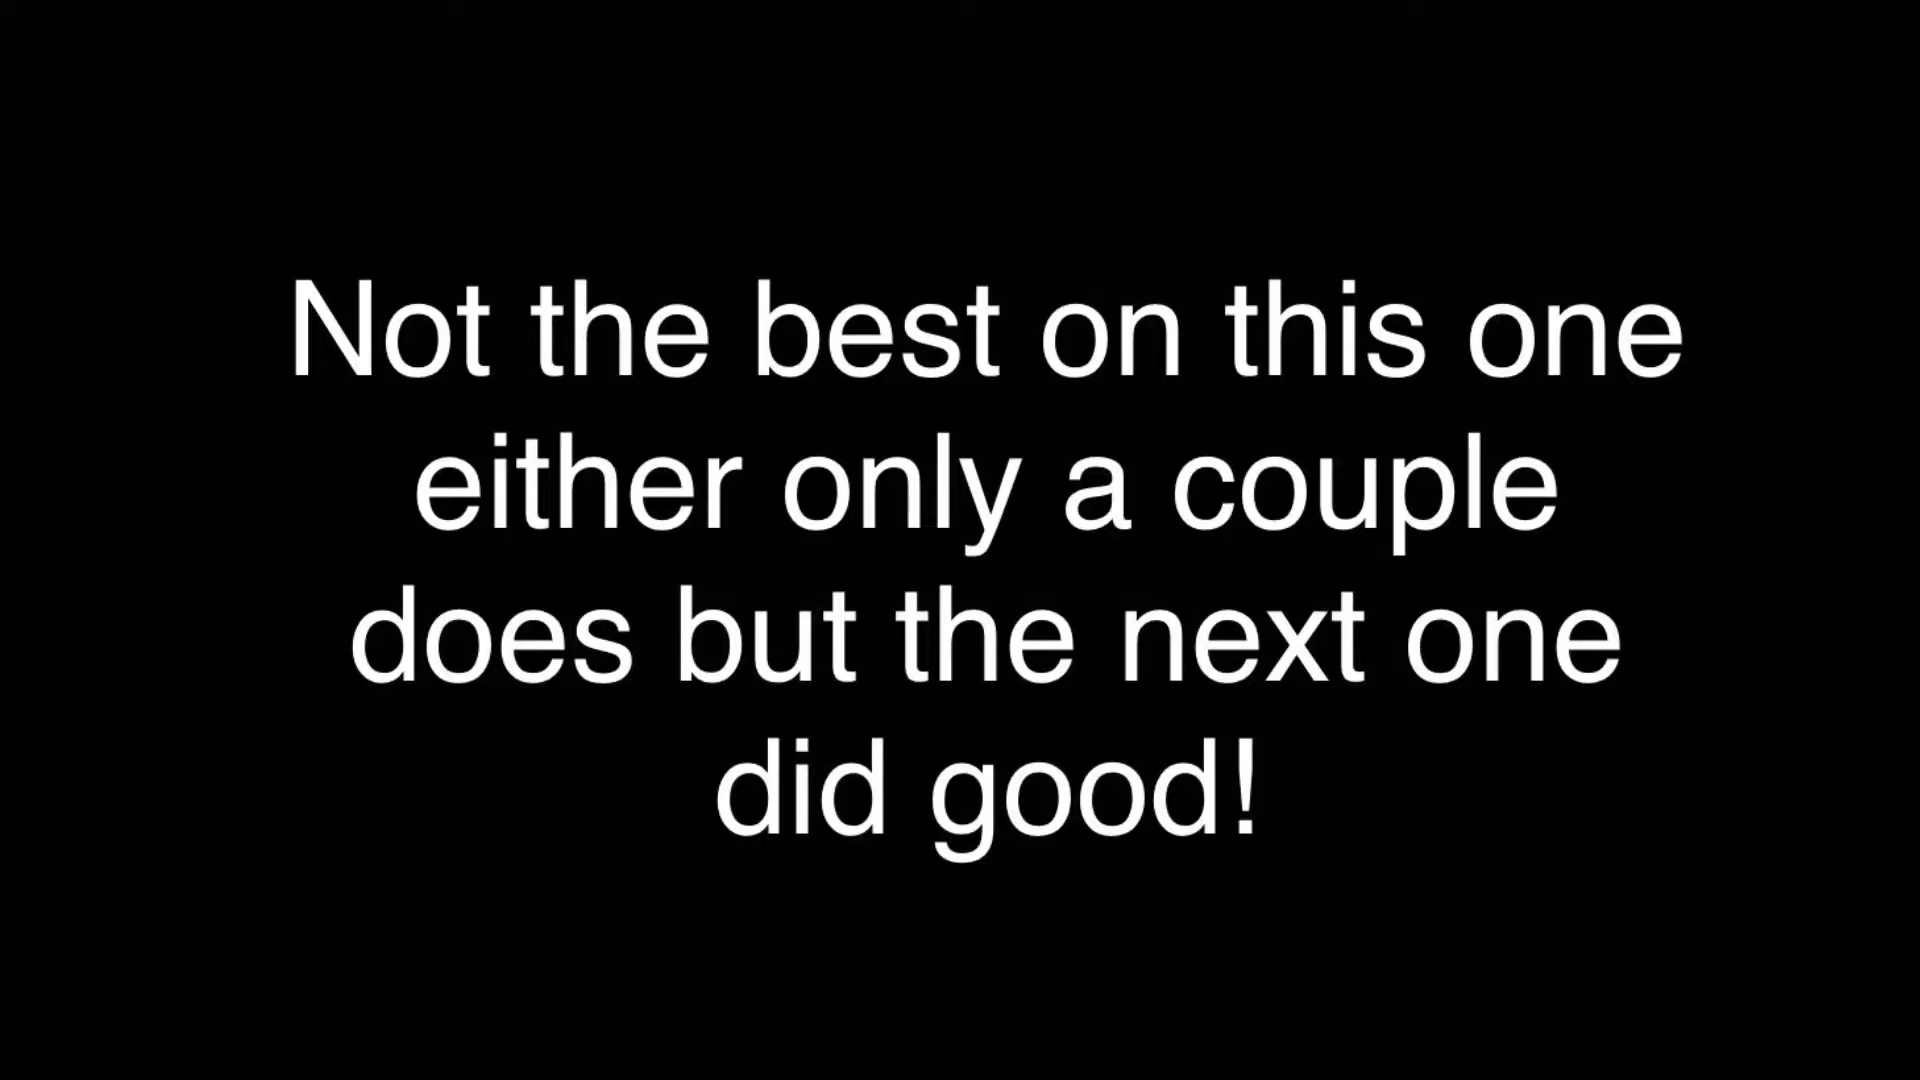 Not the best on this one
either only a couple
does but the next one
did good!